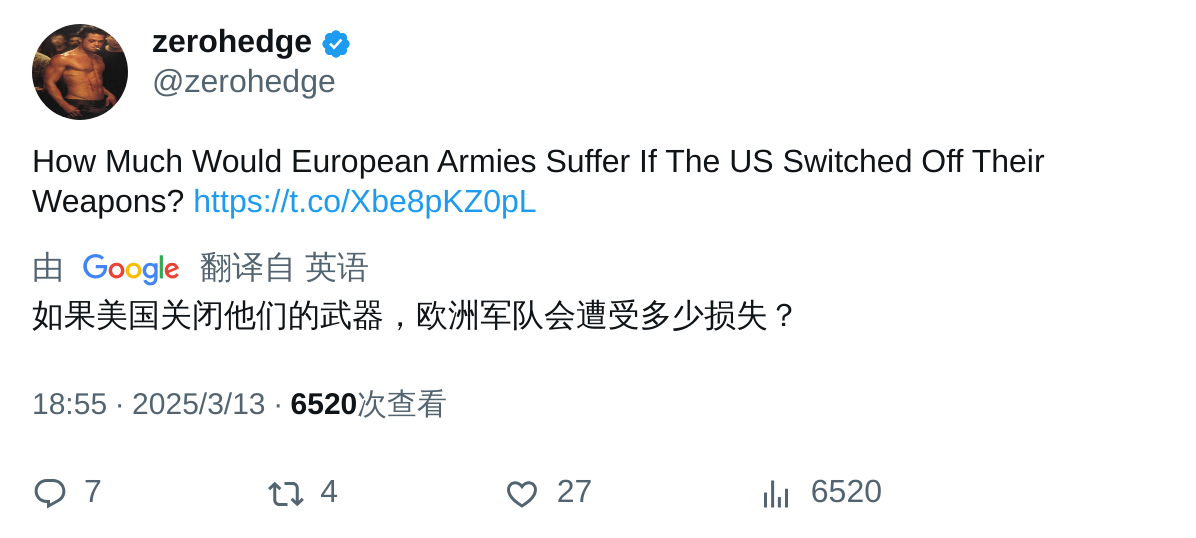 zerohedge
@zerohedge
How Much Would European Armies Suffer If The US Switched Off Their
Weapons? https://t.co/Xbe8pKZ0pL
由 Google 翻译自 英语
如果美国关闭他们的武器，欧洲军队会遭受多少损失？
18:55 · 2025/3/13 · 6520次查看
7 4 27 6520